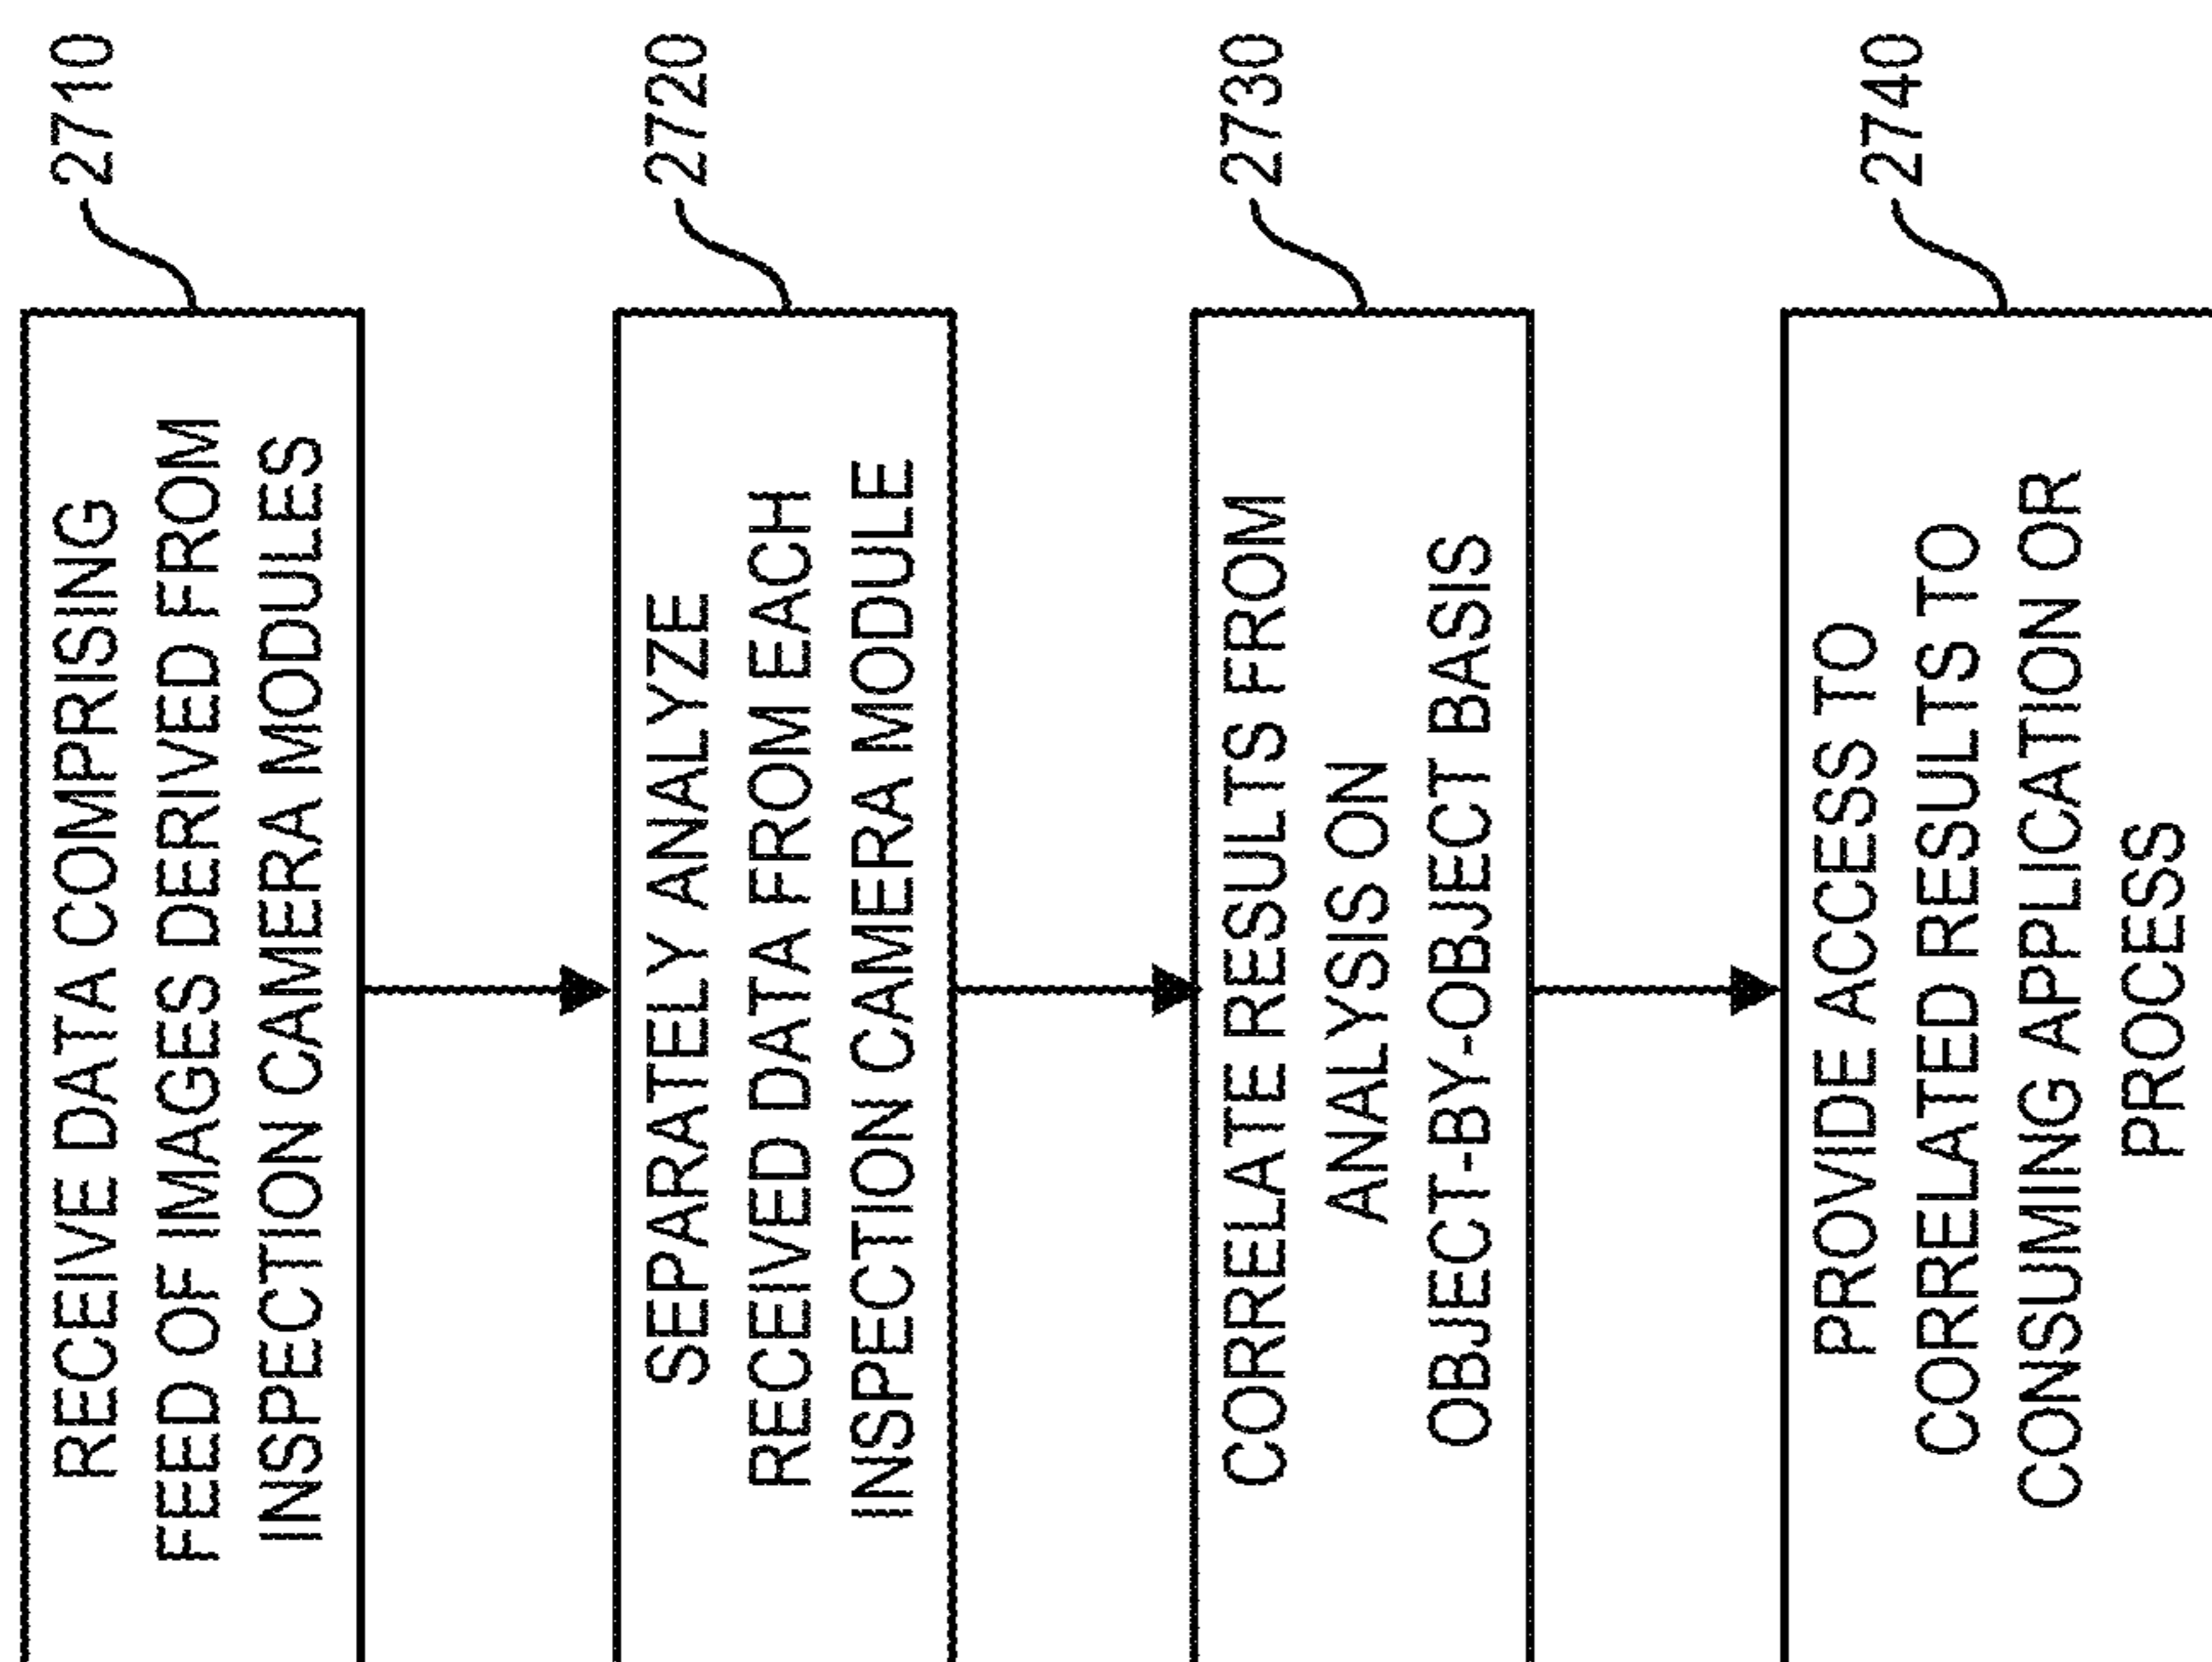 RECEIVE DATA COMPRISING
FEED OF IMAGES DERIVED FROM
INSPECTION CAMERA MODULES
2710
SEPARATELY ANALYZE
RECEIVED DATA FROM EACH
INSPECTION CAMERA MODULE
2720
CORRELATE RESULTS FROM
ANALYSIS ON
OBJECT-BY-OBJECT BASIS
2730
PROVIDE ACCESS TO
CORRELATED RESULTS TO
CONSUMING APPLICATION OR
PROCESS
2740